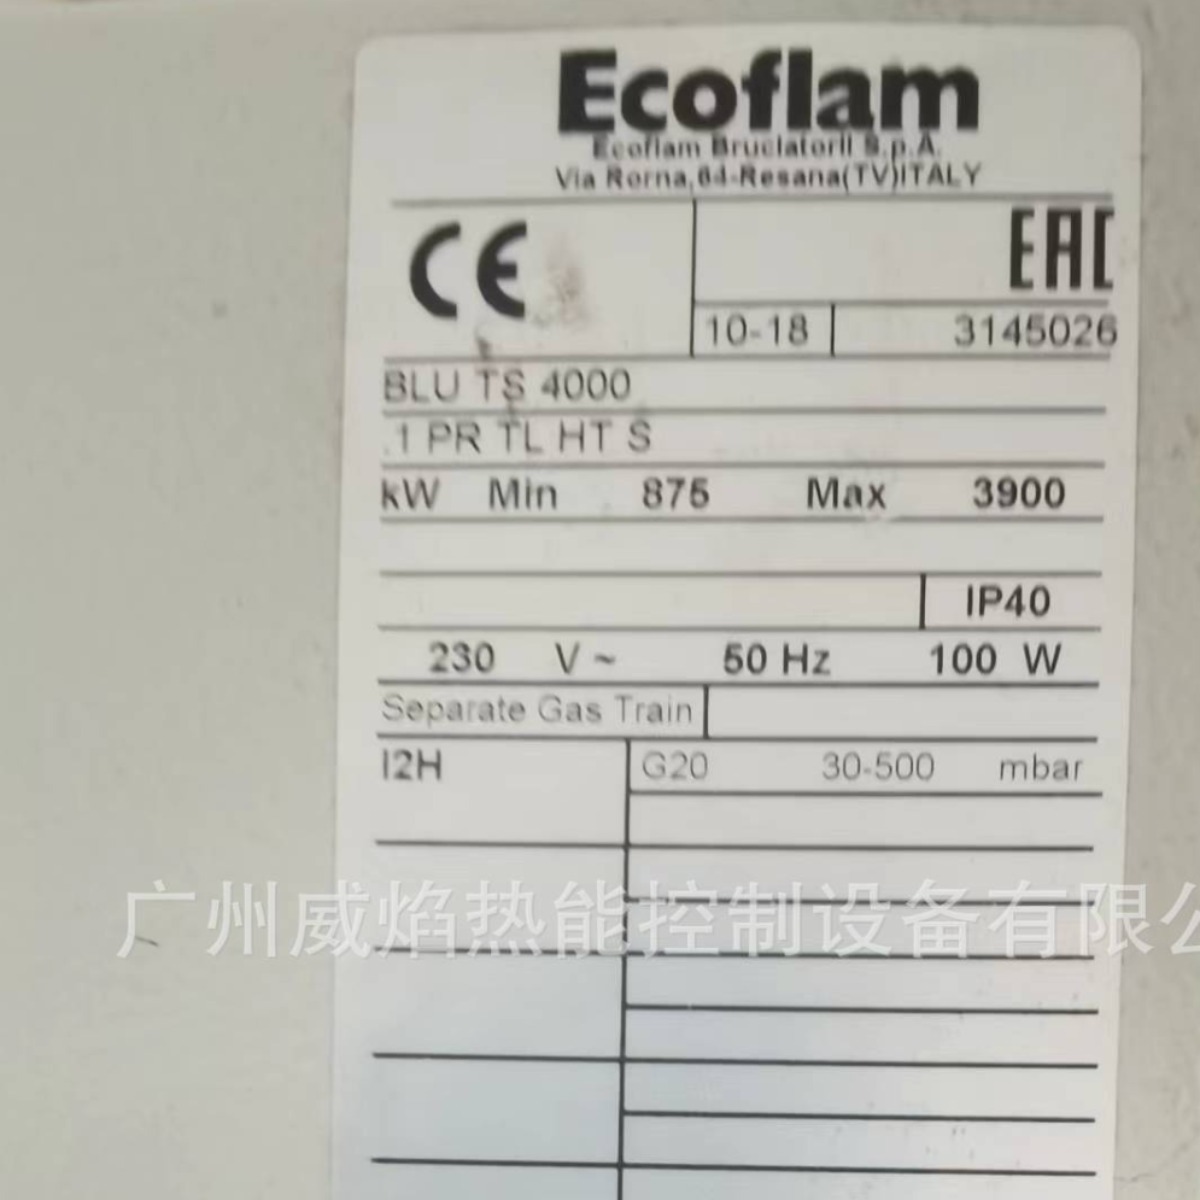 Ecoflam
Ecoflam Bruciatorii S.p.A.
Via Rorna,64-Resana(TV)ITALY
CE
EAC
10-18 3145026
BLU TS 4000
.1 PR TL HT S
kW Min 875 Max 3900
IP40
230 V ~ 50 Hz 100 W
Separate Gas Train
I2H G20 30-500 mbar
广州威焰热能控制设备有限公